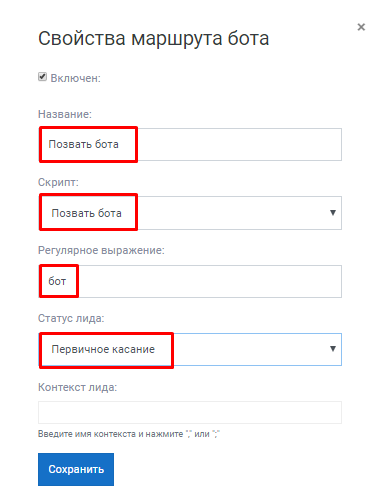 ×
Свойства маршрута бота
Включен:
Название:
Позвать бота
Скрипт:
Позвать бота
Регулярное выражение:
бот
Статус лида:
Первичное касание
Контекст лида:
Введите имя контекста и нажмите "," или ";"
Сохранить